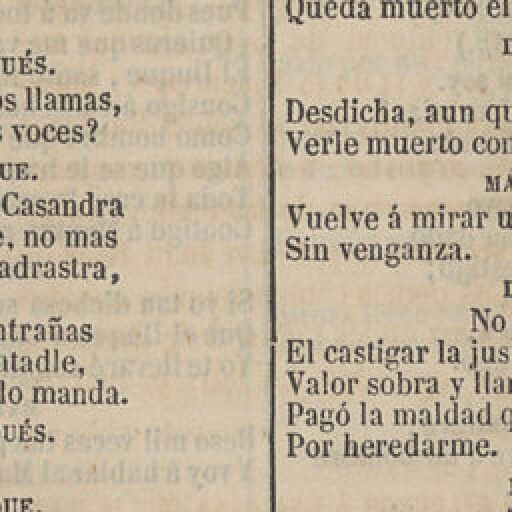 UÉS.
os llamas,
s voces?
UE.
Casandra
e, no mas
adrastra,
ntrañas
atadle,
lo manda.
UÉS.
UE.
Queda muerto el
Desdicha, aun qu
Verle muerto con
MA
Vuelve á mirar u
Sin venganza.
No
El castigar la jus
Valor sobra y llan
Pagó la maldad q
Por heredarme.